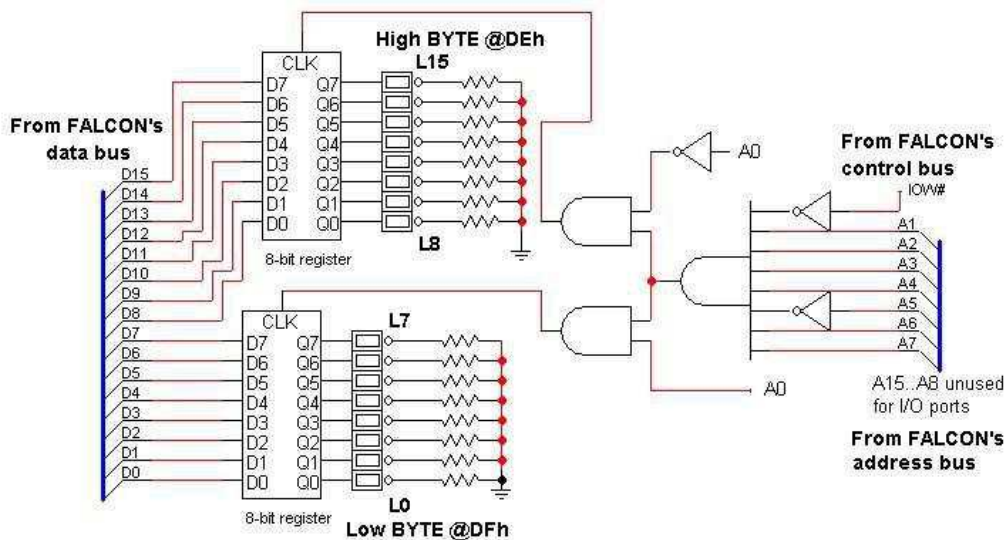 High BYTE @DEh
L15
CLK
D7 Q7
D6 Q6
D5 Q5
D4 Q4
D3 Q3
D2 Q2
D1 Q1
D0 Q0
L8
8-bit register
From FALCON's
data bus
D15
D14
D13
D12
D11
D10
D9
D8
D7
D6
D5
D4
D3
D2
D1
D0
CLK
L7
D7 Q7
D6 Q6
D5 Q5
D4 Q4
D3 Q3
D2 Q2
D1 Q1
D0 Q0
8-bit register
L0
Low BYTE @DFh
A0
A0
From FALCON's
control bus
IOW#
A1
A2
A3
A4
A5
A6
A7
A15..A8 unused
for I/O ports
From FALCON's
address bus